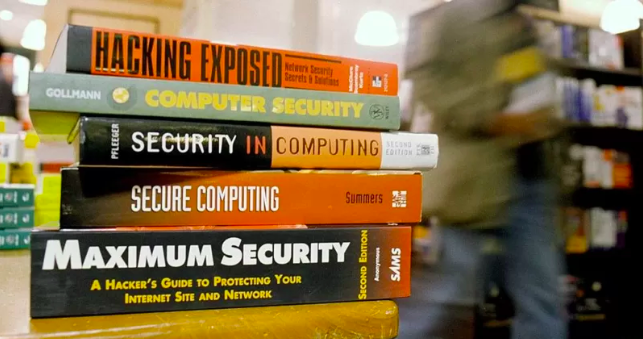 HACKING EXPOSED
Network Security
Secrets & Solutions
GOLLMANN
COMPUTER SECURITY
PFLEEGER
SECURITY IN COMPUTING
SECOND
EDITION
SECURE COMPUTING
Summers
MAXIMUM SECURITY
A HACKER'S GUIDE TO PROTECTING YOUR
INTERNET SITE AND NETWORK
SECOND EDITION
Anonymous
SAMS